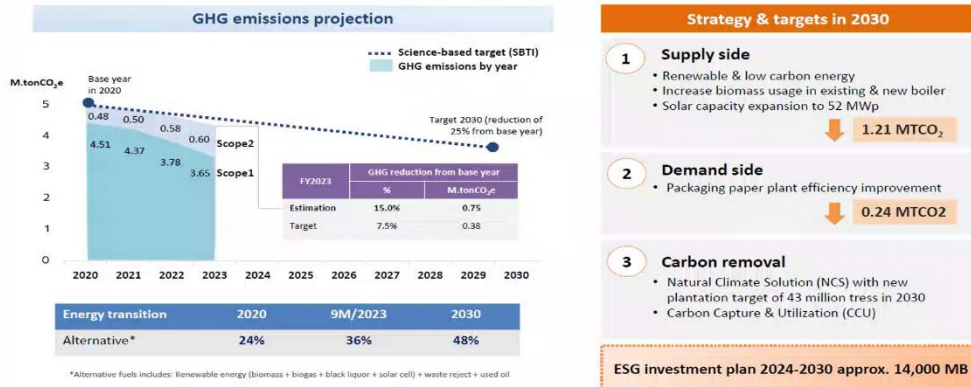 GHG emissions projection
Science-based target (SBTI)
GHG emissions by year
M.tonCO2e
Base year
in 2020
5
4
3
2
1
0
0.48
0.50
0.58
0.60
Scope2
4.51
4.37
3.78
3.65
Scope1
Target 2030 (reduction of
25% from base year)
FY2023
GHG reduction from base year
%
M.tonCO2e
Estimation
15.0%
0.75
Target
7.5%
0.38
2020 2021 2022 2023 2024 2025 2026 2027 2028 2029 2030
Energy transition 2020 9M/2023 2030
Alternative* 24% 36% 48%
*Alternative fuels includes: Renewable energy (biomass + biogas + black liquor + solar cell) + waste reject + used oil
Strategy & targets in 2030
1 Supply side
• Renewable & low carbon energy
• Increase biomass usage in existing & new boiler
• Solar capacity expansion to 52 MWp
1.21 MTCO2
2 Demand side
• Packaging paper plant efficiency improvement
0.24 MTCO2
3 Carbon removal
• Natural Climate Solution (NCS) with new
plantation target of 43 million tress in 2030
• Carbon Capture & Utilization (CCU)
ESG investment plan 2024-2030 approx. 14,000 MB